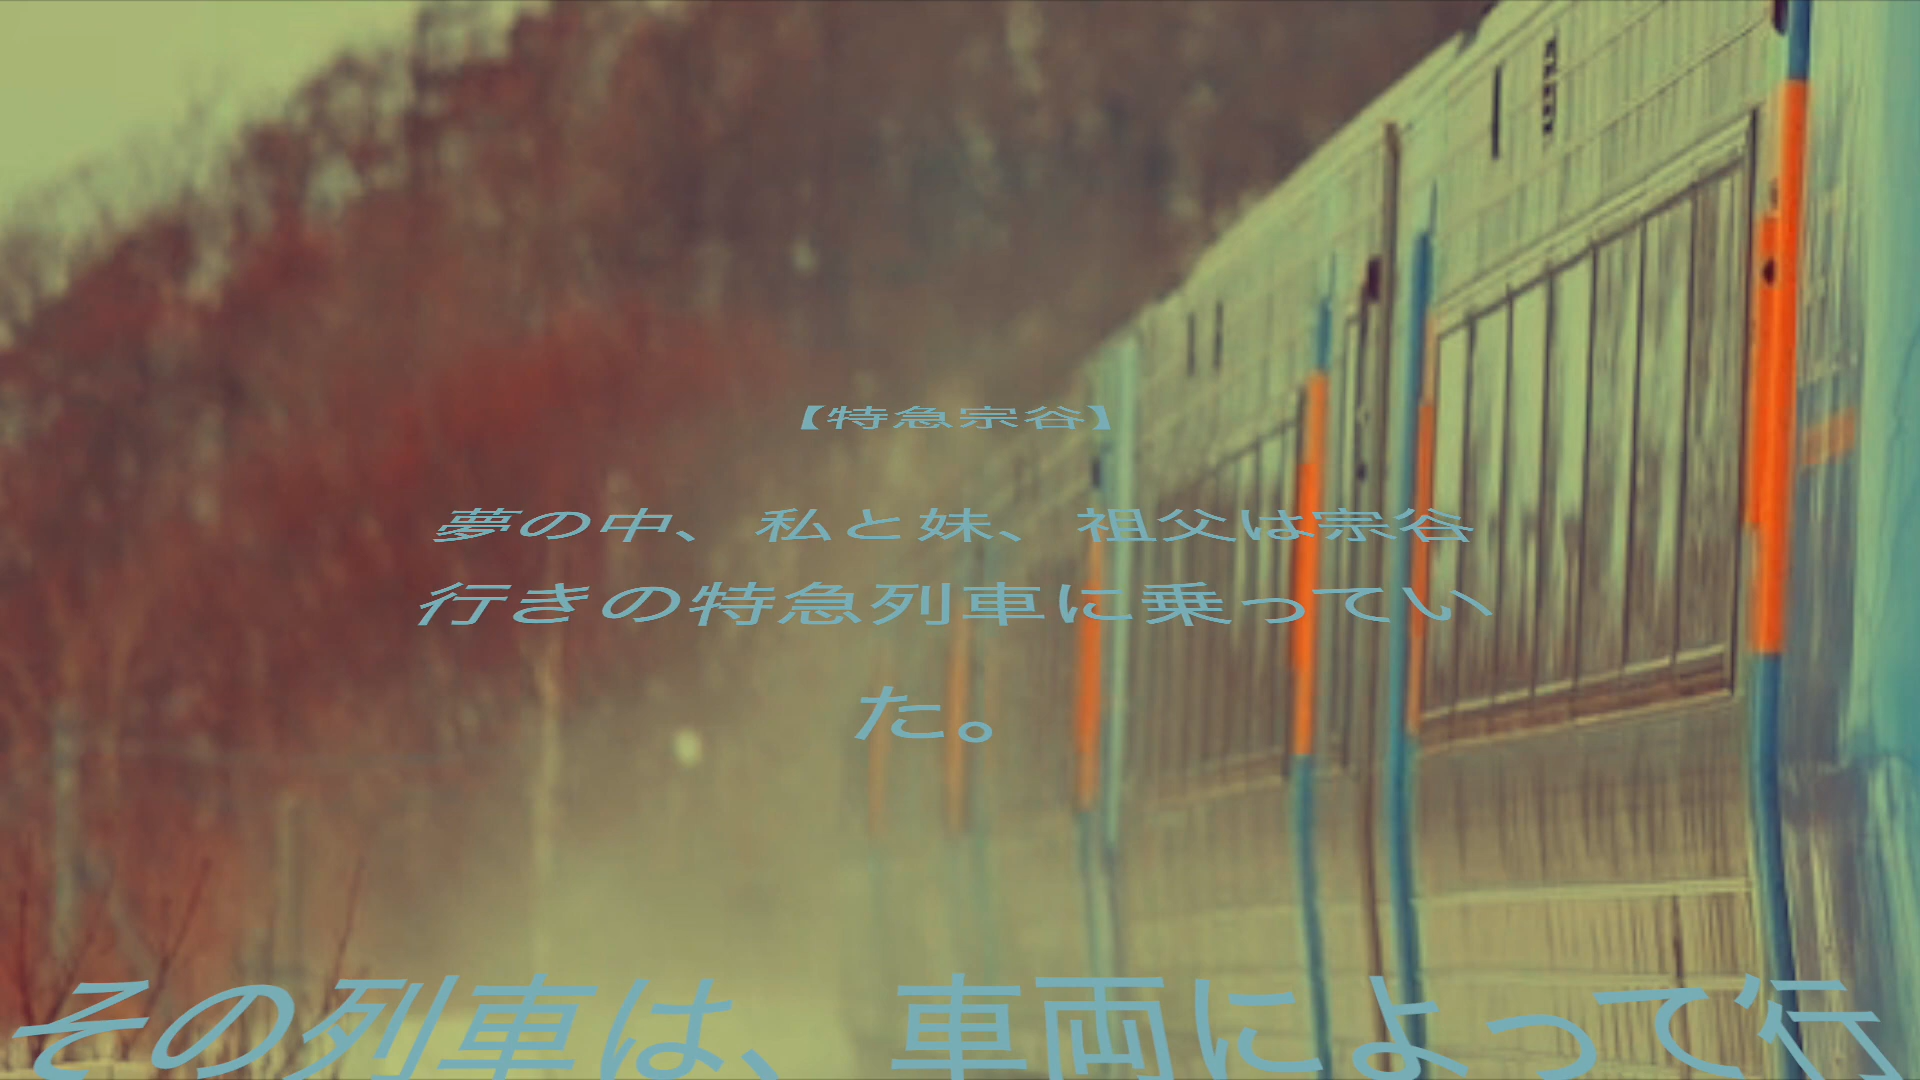 【特急宗谷】
夢の中、私と妹、祖父は宗谷
行きの特急列車に乗ってい
た。
その列車は、車両によって行